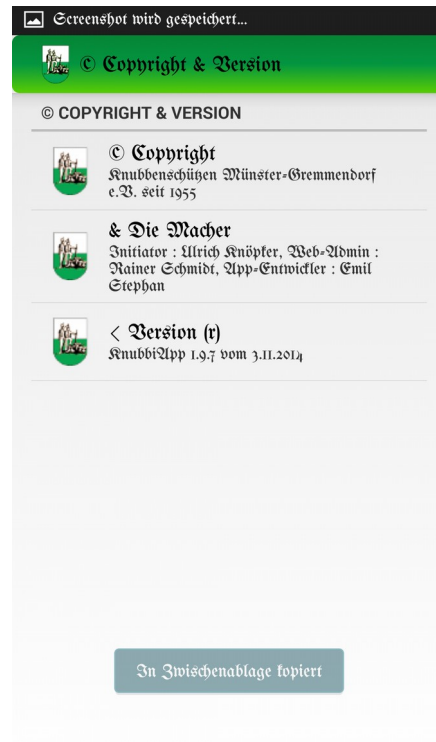 Screenshot wird gespeichert...
© Copyright & Version
© COPYRIGHT & VERSION
© Copyright
Knubbenschützen Münster-Gremmendorf
e.V. seit 1955
& Die Macher
Initiator : Ulrich Knöpker, Web-Admin :
Rainer Schmidt, App-Entwickler : Emil
Stephan
< Version (r)
KnubbiApp 1.9.7 vom 3.11.2014
In Zwischenablage kopiert